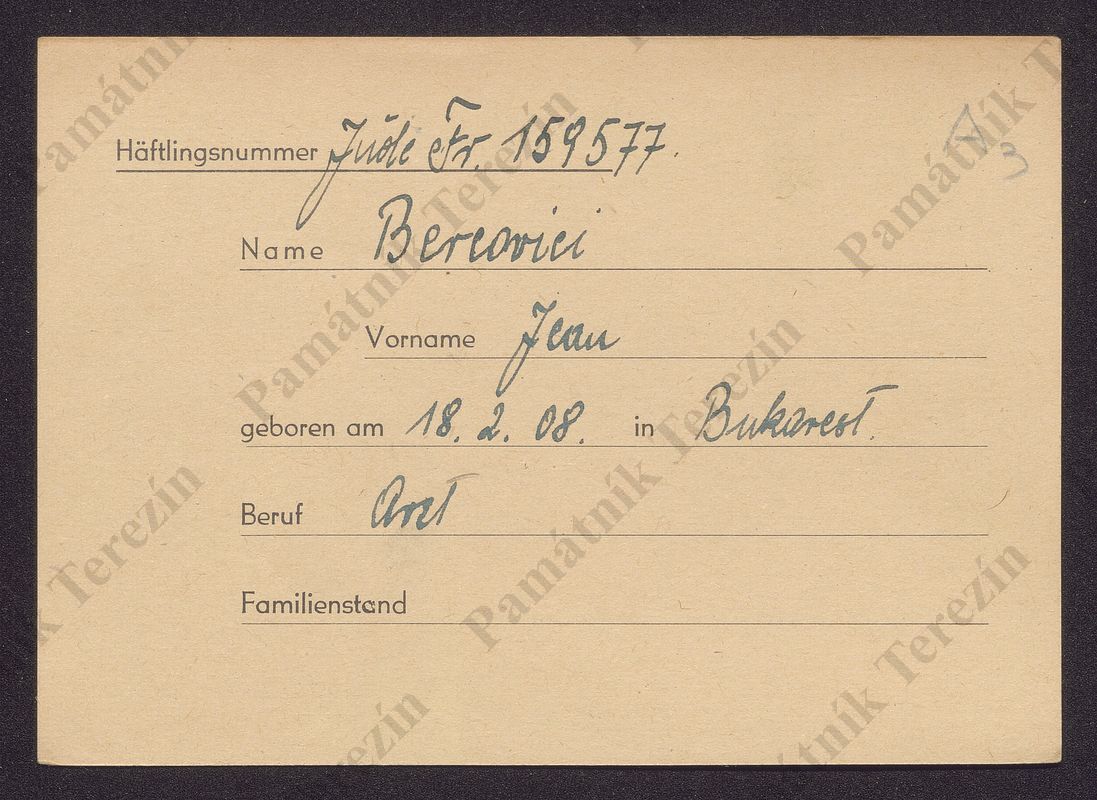 Häftlingsnummer Jude Fr. 159577.
Name Bercovici
Vorname Jean
geboren am 18. 2. 08. in Bukarest.
Beruf Arzt
Familienstand
3
Památník Terezín